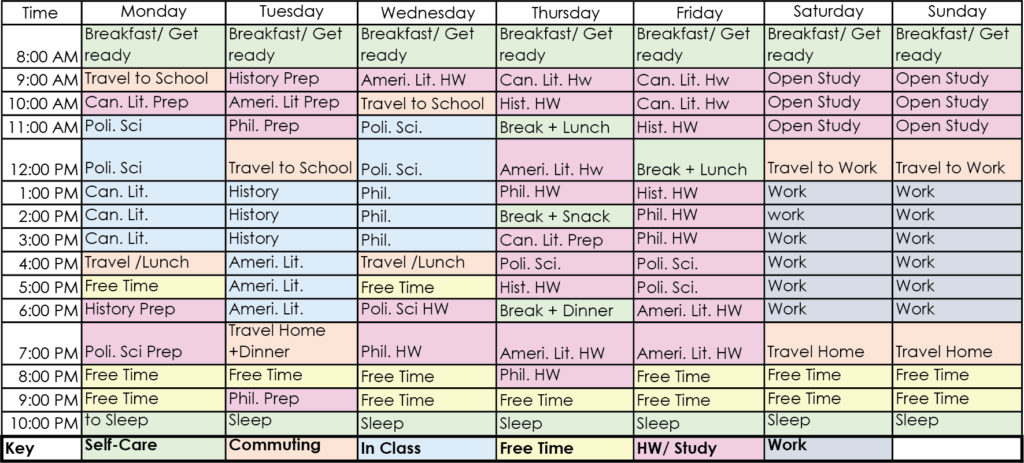 Time Monday Tuesday Wednesday Thursday Friday Saturday Sunday
8:00 AM Breakfast/ Get ready Breakfast/ Get ready Breakfast/ Get ready Breakfast/ Get ready Breakfast/ Get ready Breakfast/ Get ready Breakfast/ Get ready
9:00 AM Travel to School History Prep Ameri. Lit. HW Can. Lit. Hw Can. Lit. Hw Open Study Open Study
10:00 AM Can. Lit. Prep Ameri. Lit Prep Travel to School Hist. HW Can. Lit. Hw Open Study Open Study
11:00 AM Poli. Sci Phil. Prep Poli. Sci. Break + Lunch Hist. HW Open Study Open Study
12:00 PM Poli. Sci Travel to School Poli. Sci. Ameri. Lit. Hw Break + Lunch Travel to Work Travel to Work
1:00 PM Can. Lit. History Phil. Phil. HW Hist. HW Work Work
2:00 PM Can. Lit. History Phil. Break + Snack Phil. HW work Work
3:00 PM Can. Lit. History Phil. Can. Lit. Prep Phil. HW Work Work
4:00 PM Travel /Lunch Ameri. Lit. Travel /Lunch Poli. Sci. Poli. Sci. Work Work
5:00 PM Free Time Ameri. Lit. Free Time Hist. HW Poli. Sci. Work Work
6:00 PM History Prep Ameri. Lit. Poli. Sci HW Break + Dinner Ameri. Lit. HW Work Work
7:00 PM Poli. Sci Prep Travel Home +Dinner Phil. HW Ameri. Lit. HW Ameri. Lit. HW Travel Home Travel Home
8:00 PM Free Time Free Time Free Time Phil. HW Free Time Free Time Free Time
9:00 PM Free Time Phil. Prep Free Time Free Time Free Time Free Time Free Time
10:00 PM to Sleep Sleep Sleep Sleep Sleep Sleep Sleep
Key Self-Care Commuting In Class Free Time HW/ Study Work